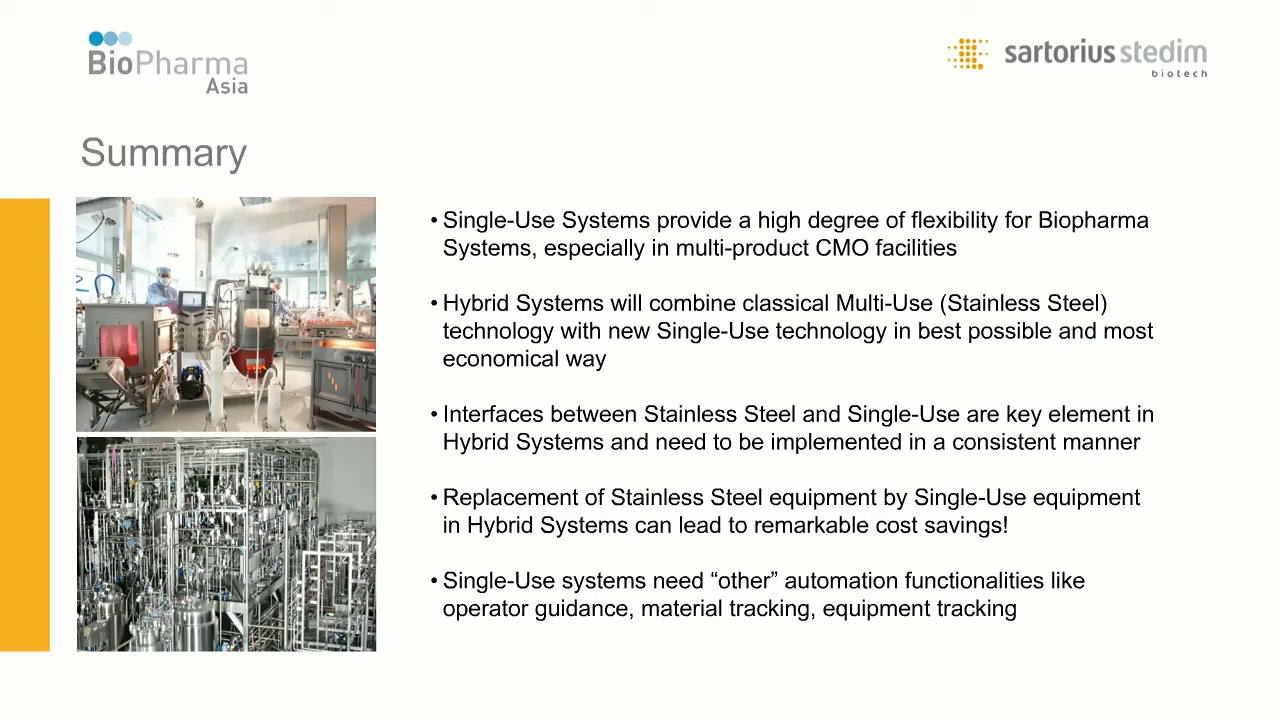 BioPharma
Asia
sartorius stedim
biotech
Summary
• Single-Use Systems provide a high degree of flexibility for Biopharma
Systems, especially in multi-product CMO facilities
• Hybrid Systems will combine classical Multi-Use (Stainless Steel)
technology with new Single-Use technology in best possible and most
economical way
• Interfaces between Stainless Steel and Single-Use are key element in
Hybrid Systems and need to be implemented in a consistent manner
• Replacement of Stainless Steel equipment by Single-Use equipment
in Hybrid Systems can lead to remarkable cost savings!
• Single-Use systems need “other” automation functionalities like
operator guidance, material tracking, equipment tracking